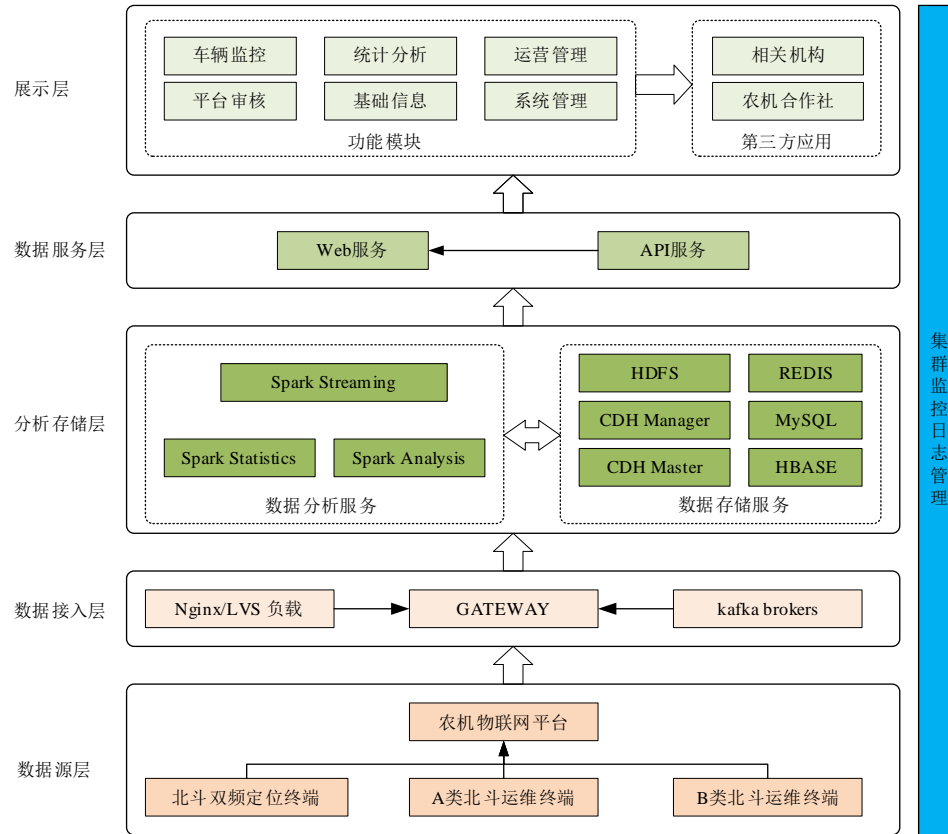 展示层
车辆监控
统计分析
运营管理
平台审核
基础信息
系统管理
功能模块
相关机构
农机合作社
第三方应用
数据服务层
Web服务
API服务
分析存储层
Spark Streaming
Spark Statistics
Spark Analysis
数据分析服务
HDFS
REDIS
CDH Manager
MySQL
CDH Master
HBASE
数据存储服务
数据接入层
Nginx/LVS 负载
GATEWAY
kafka brokers
数据源层
农机物联网平台
北斗双频定位终端
A类北斗运维终端
B类北斗运维终端
集群监控日志管理